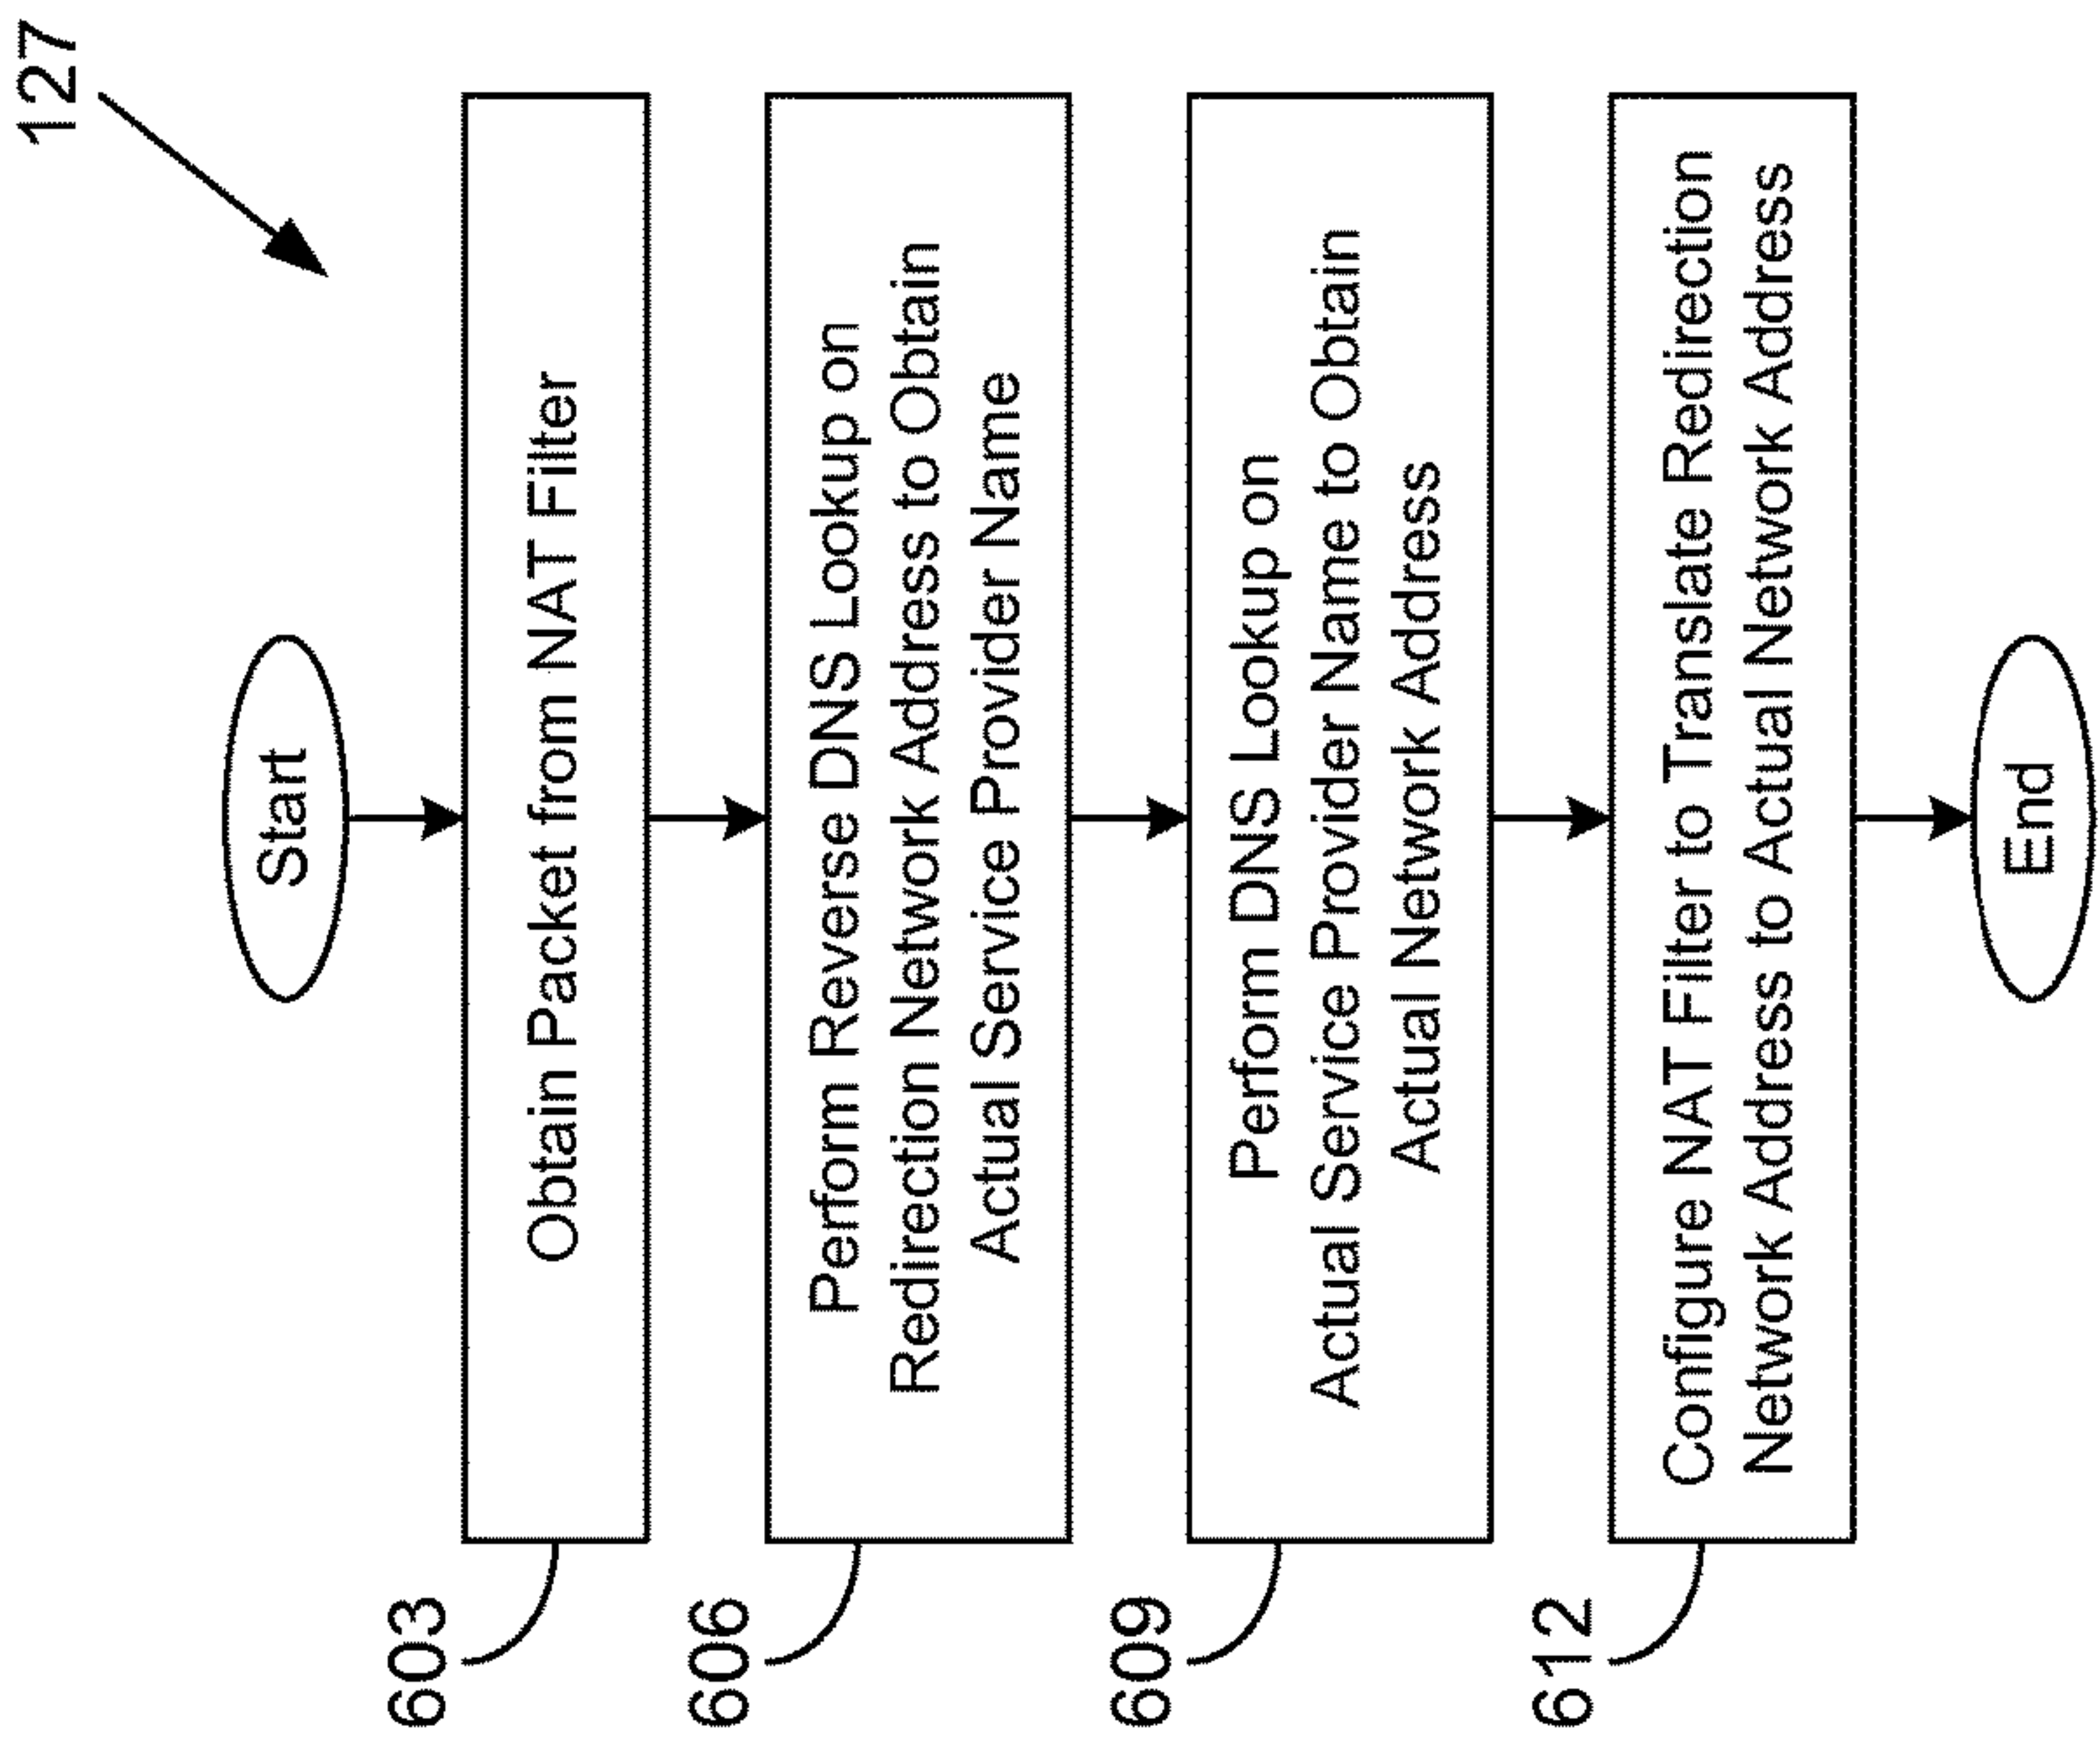 127
Start
603
Obtain Packet from NAT Filter
606
Perform Reverse DNS Lookup on
Redirection Network Address to Obtain
Actual Service Provider Name
609
Perform DNS Lookup on
Actual Service Provider Name to Obtain
Actual Network Address
612
Configure NAT Filter to Translate Redirection
Network Address to Actual Network Address
End